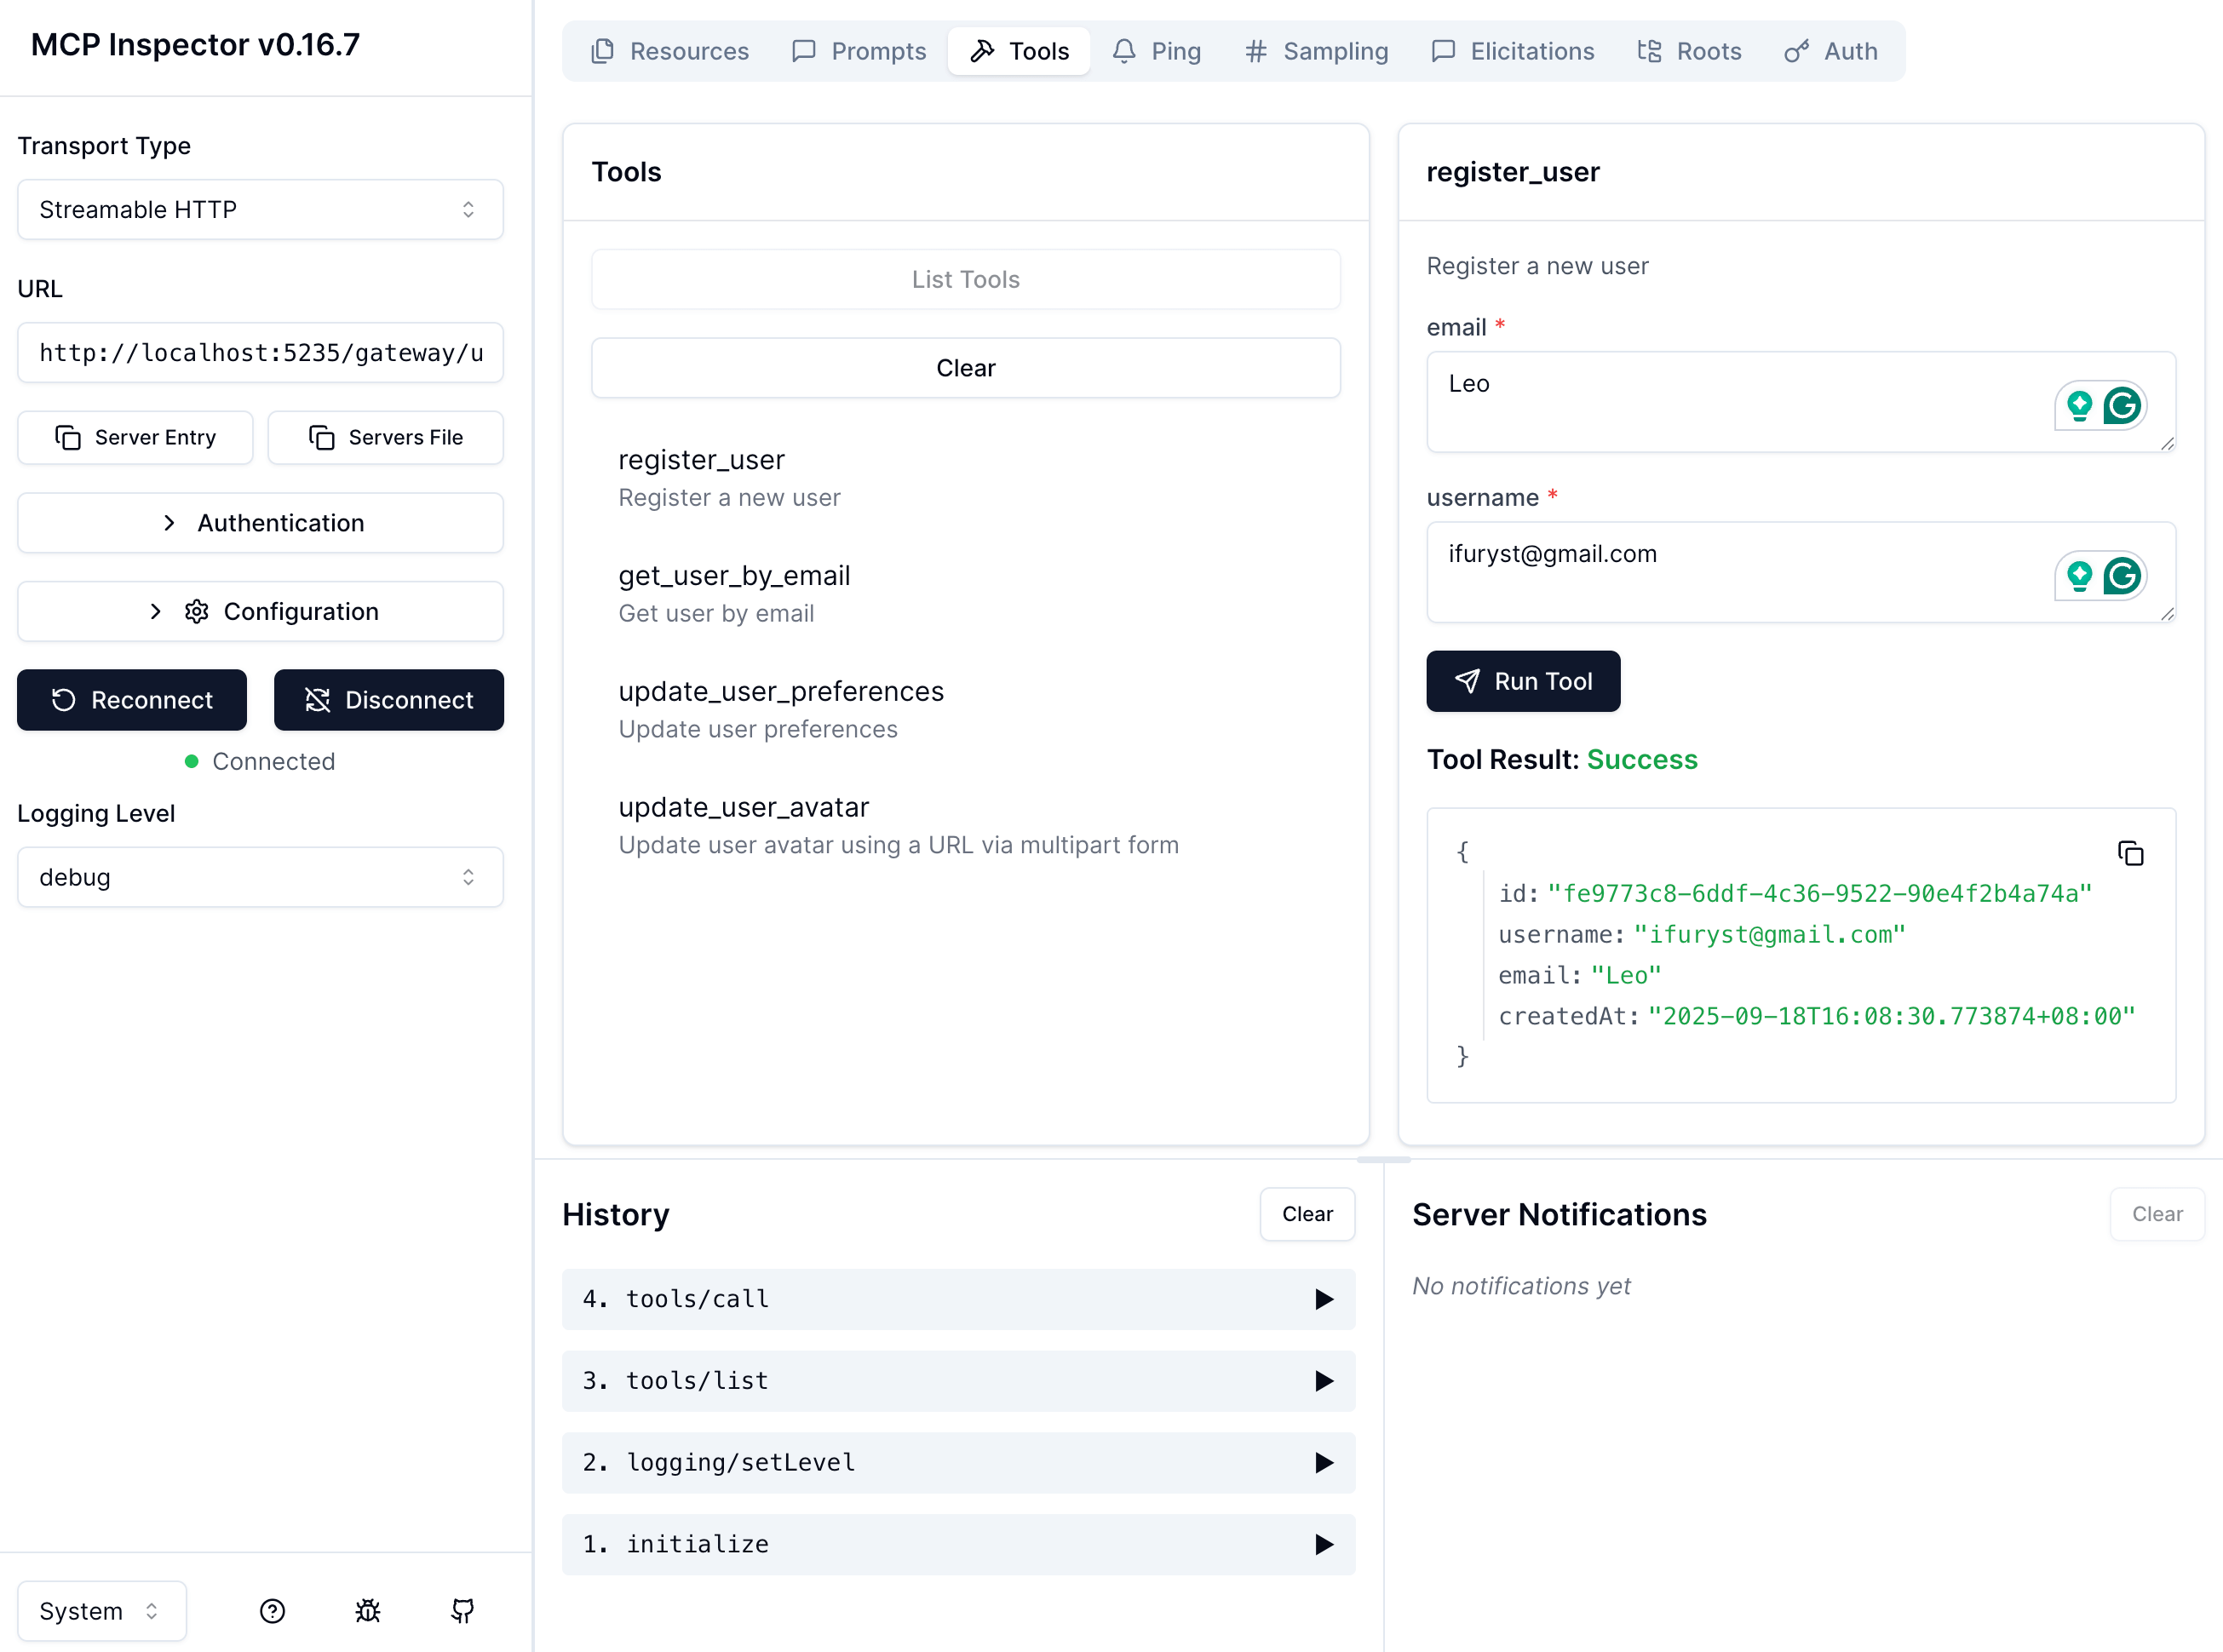 MCP Inspector v0.16.7
Transport Type
Streamable HTTP
URL
http://localhost:5235/gateway/u
Server Entry
Servers File
Authentication
Configuration
Reconnect
Disconnect
Connected
Logging Level
debug
System
Resources
Prompts
Tools
Ping
Sampling
Elicitations
Roots
Auth
Tools
List Tools
Clear
register_user
Register a new user
get_user_by_email
Get user by email
update_user_preferences
Update user preferences
update_user_avatar
Update user avatar using a URL via multipart form
register_user
Register a new user
email *
Leo
username *
ifuryst@gmail.com
Run Tool
Tool Result: Success
{
id: "fe9773c8-6ddf-4c36-9522-90e4f2b4a74a"
username: "ifuryst@gmail.com"
email: "Leo"
createdAt: "2025-09-18T16:08:30.773874+08:00"
}
History
Clear
4. tools/call
3. tools/list
2. logging/setLevel
1. initialize
Server Notifications
Clear
No notifications yet